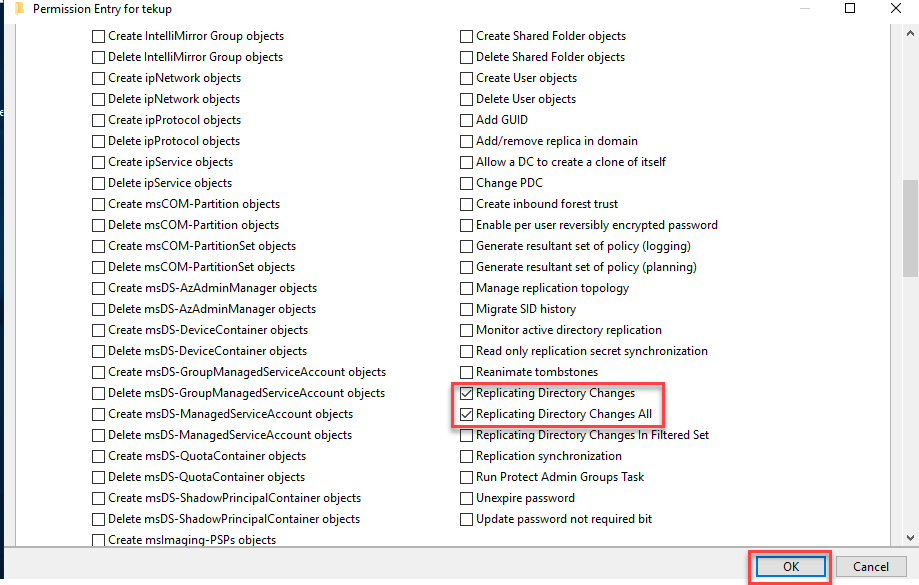 Permission Entry for tekup
Create IntelliMirror Group objects
Delete IntelliMirror Group objects
Create ipNetwork objects
Delete ipNetwork objects
Create ipProtocol objects
Delete ipProtocol objects
Create ipService objects
Delete ipService objects
Create msCOM-Partition objects
Delete msCOM-Partition objects
Create msCOM-PartitionSet objects
Delete msCOM-PartitionSet objects
Create msDS-AzAdminManager objects
Delete msDS-AzAdminManager objects
Create msDS-DeviceContainer objects
Delete msDS-DeviceContainer objects
Create msDS-GroupManagedServiceAccount objects
Delete msDS-GroupManagedServiceAccount objects
Create msDS-ManagedServiceAccount objects
Delete msDS-ManagedServiceAccount objects
Create msDS-QuotaContainer objects
Delete msDS-QuotaContainer objects
Create msDS-ShadowPrincipalContainer objects
Delete msDS-ShadowPrincipalContainer objects
Create msImaging-PSPs objects
Create Shared Folder objects
Delete Shared Folder objects
Create User objects
Delete User objects
Add GUID
Add/remove replica in domain
Allow a DC to create a clone of itself
Change PDC
Create inbound forest trust
Enable per user reversibly encrypted password
Generate resultant set of policy (logging)
Generate resultant set of policy (planning)
Manage replication topology
Migrate SID history
Monitor active directory replication
Read only replication secret synchronization
Reanimate tombstones
Replicating Directory Changes
Replicating Directory Changes All
Replicating Directory Changes In Filtered Set
Replication synchronization
Run Protect Admin Groups Task
Unexpire password
Update password not required bit
OK
Cancel